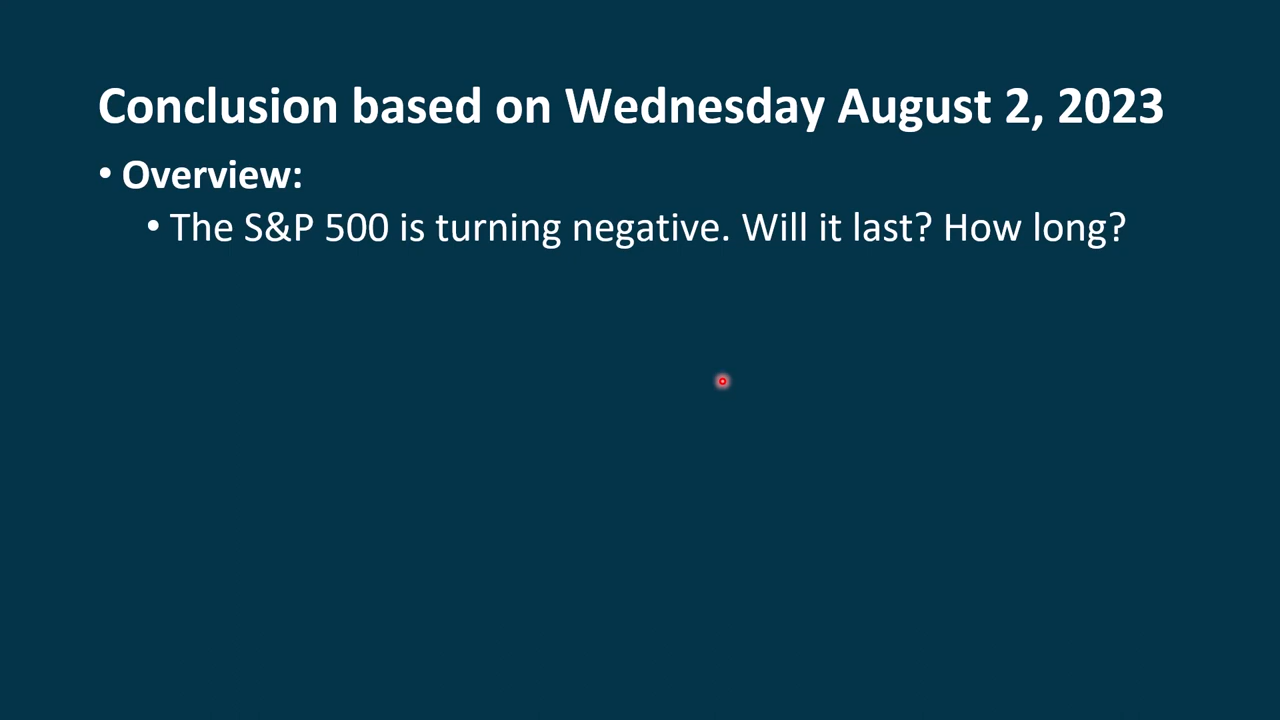 Conclusion based on Wednesday August 2, 2023
• Overview:
• The S&P 500 is turning negative. Will it last? How long?